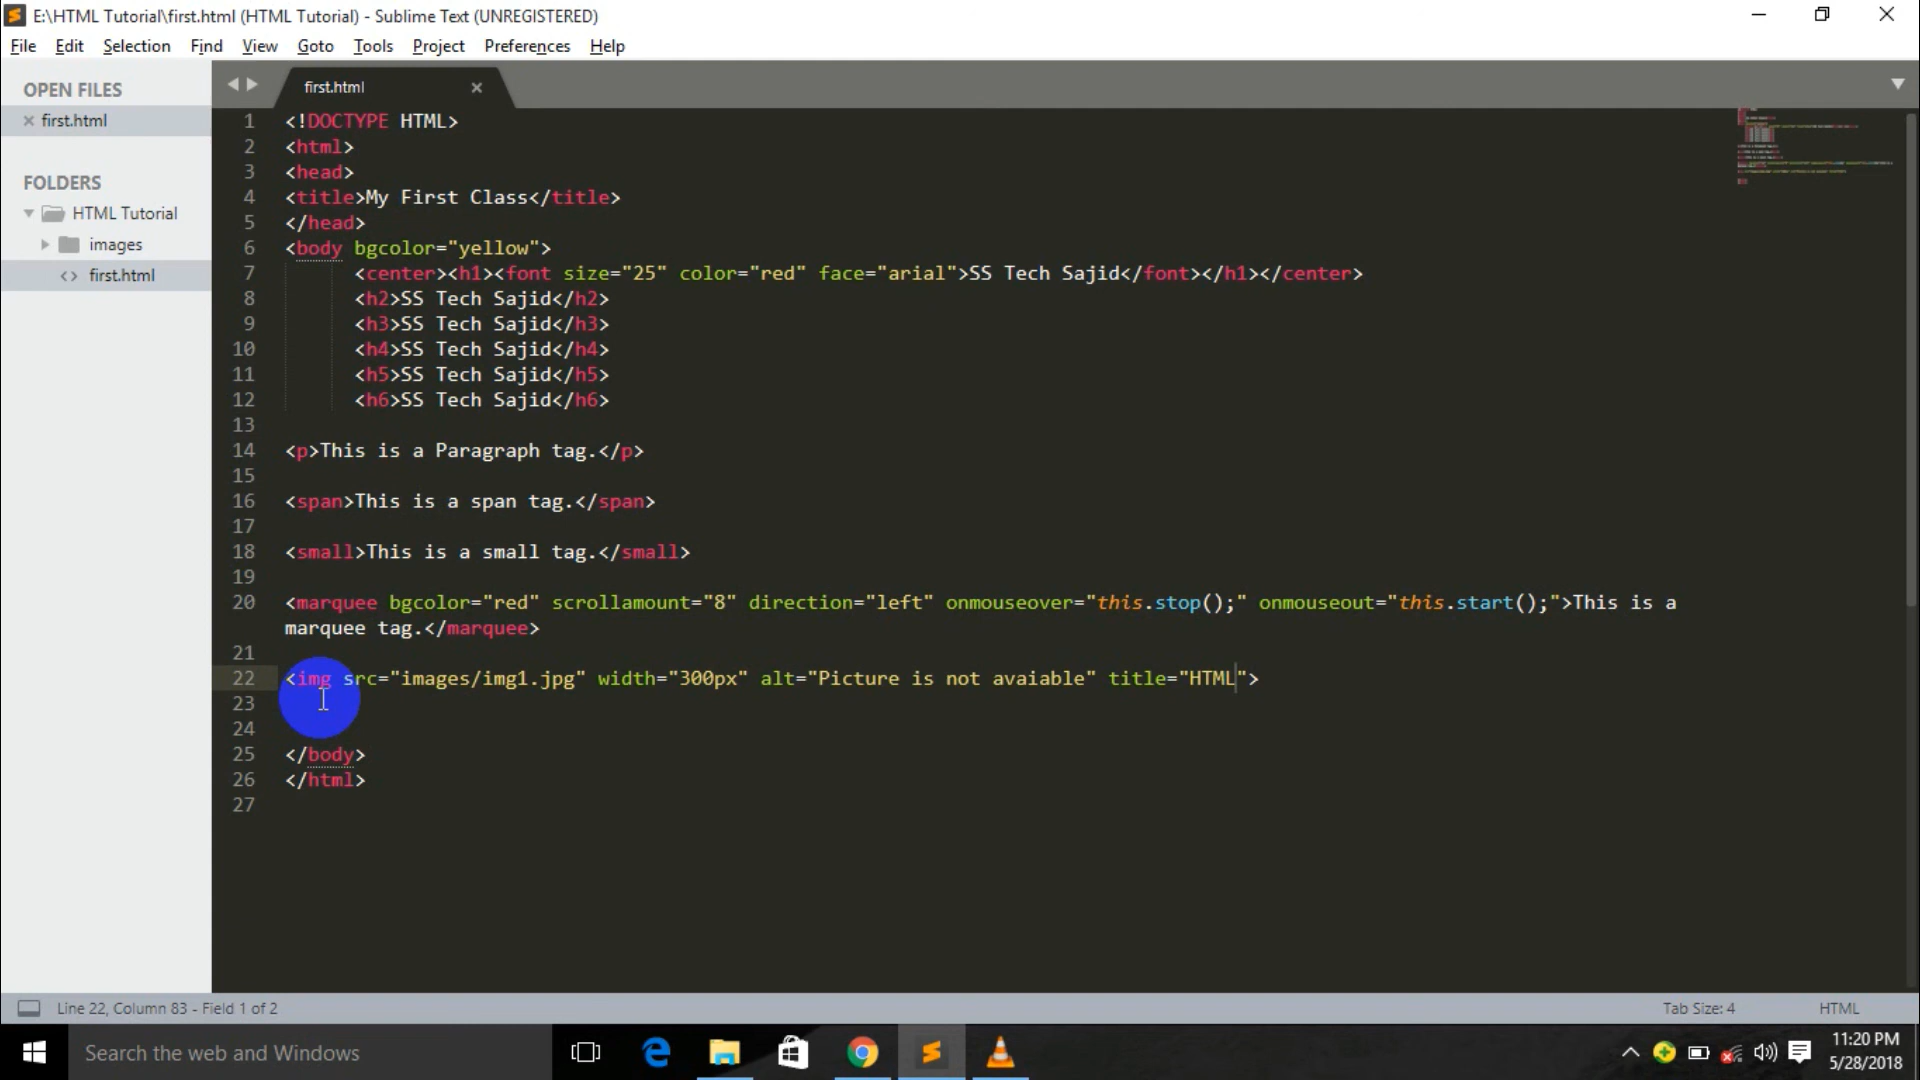 E:\HTML Tutorial\first.html (HTML Tutorial) - Sublime Text (UNREGISTERED)
File Edit Selection Find View Goto Tools Project Preferences Help
OPEN FILES
first.html
FOLDERS
HTML Tutorial
images
first.html
first.html
1 <!DOCTYPE HTML>
2 <html>
3 <head>
4 <title>My First Class</title>
5 </head>
6 <body bgcolor="yellow">
7 <center><h1><font size="25" color="red" face="arial">SS Tech Sajid</font></h1></center>
8 <h2>SS Tech Sajid</h2>
9 <h3>SS Tech Sajid</h3>
10 <h4>SS Tech Sajid</h4>
11 <h5>SS Tech Sajid</h5>
12 <h6>SS Tech Sajid</h6>
13
14 <p>This is a Paragraph tag.</p>
15
16 <span>This is a span tag.</span>
17
18 <small>This is a small tag.</small>
19
20 <marquee bgcolor="red" scrollamount="8" direction="left" onmouseover="this.stop();" onmouseout="this.start();">This is a
marquee tag.</marquee>
21
22 <img src="images/img1.jpg" width="300px" alt="Picture is not avaiable" title="HTML">
23
24
25 </body>
26 </html>
27
Line 22, Column 83 - Field 1 of 2
Tab Size: 4
HTML
Search the web and Windows
11:20 PM
5/28/2018